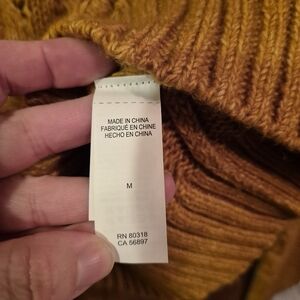 MADE IN CHINA
FABRIQUÉ EN CHINE
HECHO EN CHINA
M
RN 80318
CA 56897